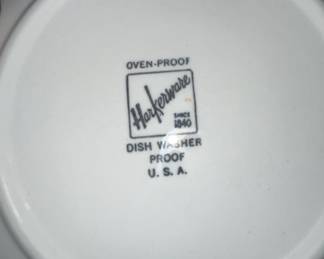 OVEN-PROOF
Harkerware
SINCE
1840
DISH WASHER
PROOF
U. S. A.